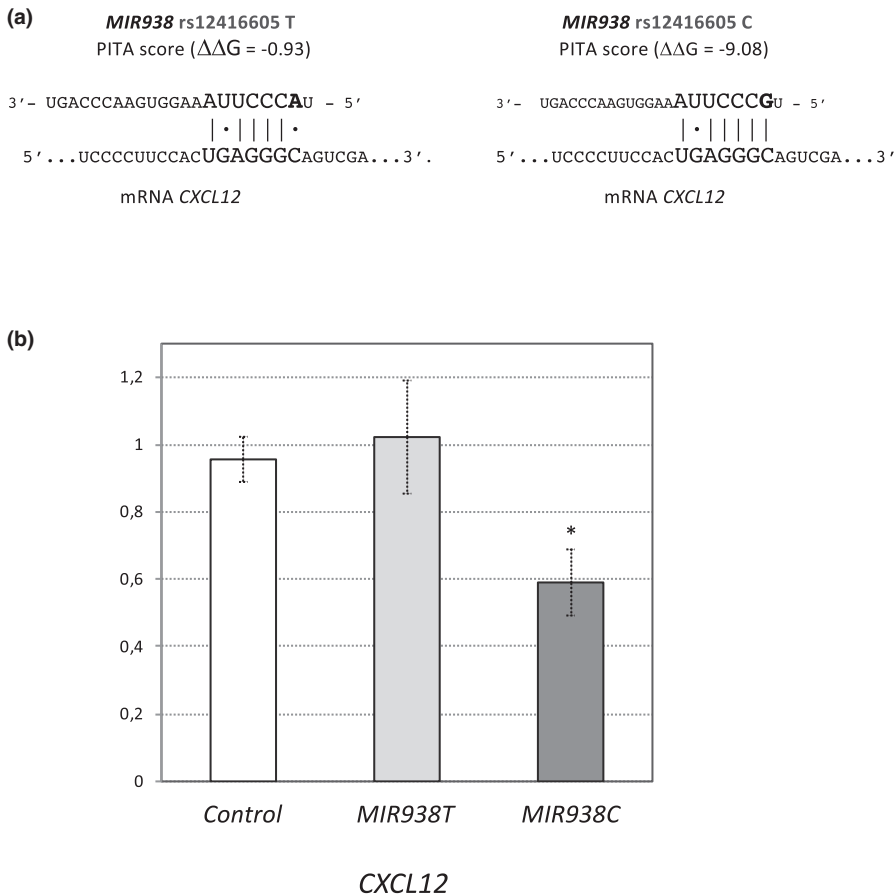 (a)
MIR938 rs12416605 T
PITA score (ΔΔG = -0.93)
3′– UGACCCAAGUGGAAAUUCCCAU – 5′
5′...UCCCCUUCCACUGAGGGCAGUCGA...3′.
mRNA CXCL12
MIR938 rs12416605 C
PITA score (ΔΔG = -9.08)
3′– UGACCCAAGUGGAAAUUCCCGU – 5′
5′...UCCCCUUCCACUGAGGGCAGUCGA...3′
mRNA CXCL12
(b)
1,2
1
0,8
0,6
0,4
0,2
0
*
Control MIR938T MIR938C
CXCL12